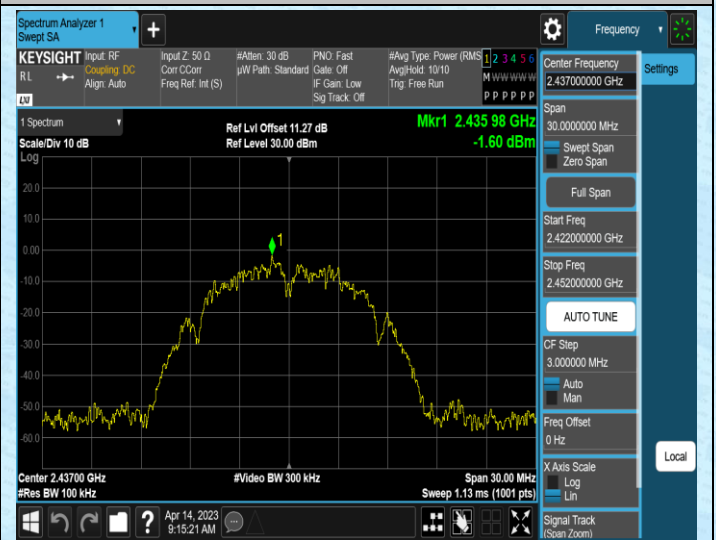 Spectrum Analyzer 1
Swept SA
+
Frequency
KEYSIGHT
RL
LXI
Input: RF
Coupling: DC
Align: Auto
Input Z: 50 Ω
Corr CCorr
Freq Ref: Int (S)
#Atten: 30 dB
µW Path: Standard
PNO: Fast
Gate: Off
IF Gain: Low
Sig Track: Off
#Avg Type: Power (RMS
Avg|Hold: 10/10
Trig: Free Run
1 2 3 4 5 6
M W W W W W
P P P P P P
Center Frequency
2.437000000 GHz
Settings
Span
30.0000000 MHz
Swept Span
Zero Span
Full Span
Start Freq
2.422000000 GHz
Stop Freq
2.452000000 GHz
AUTO TUNE
CF Step
3.000000 MHz
Auto
Man
Freq Offset
0 Hz
X Axis Scale
Log
Lin
Local
Signal Track
(Span Zoom)
1 Spectrum
Scale/Div 10 dB
Ref Lvl Offset 11.27 dB
Ref Level 30.00 dBm
Mkr1 2.435 98 GHz
-1.60 dBm
Log
20.0
10.0
0.00
-10.0
-20.0
-30.0
-40.0
-50.0
-60.0
1
Center 2.43700 GHz
#Res BW 100 kHz
#Video BW 300 kHz
Span 30.00 MHz
Sweep 1.13 ms (1001 pts)
?
Apr 14, 2023
9:15:21 AM